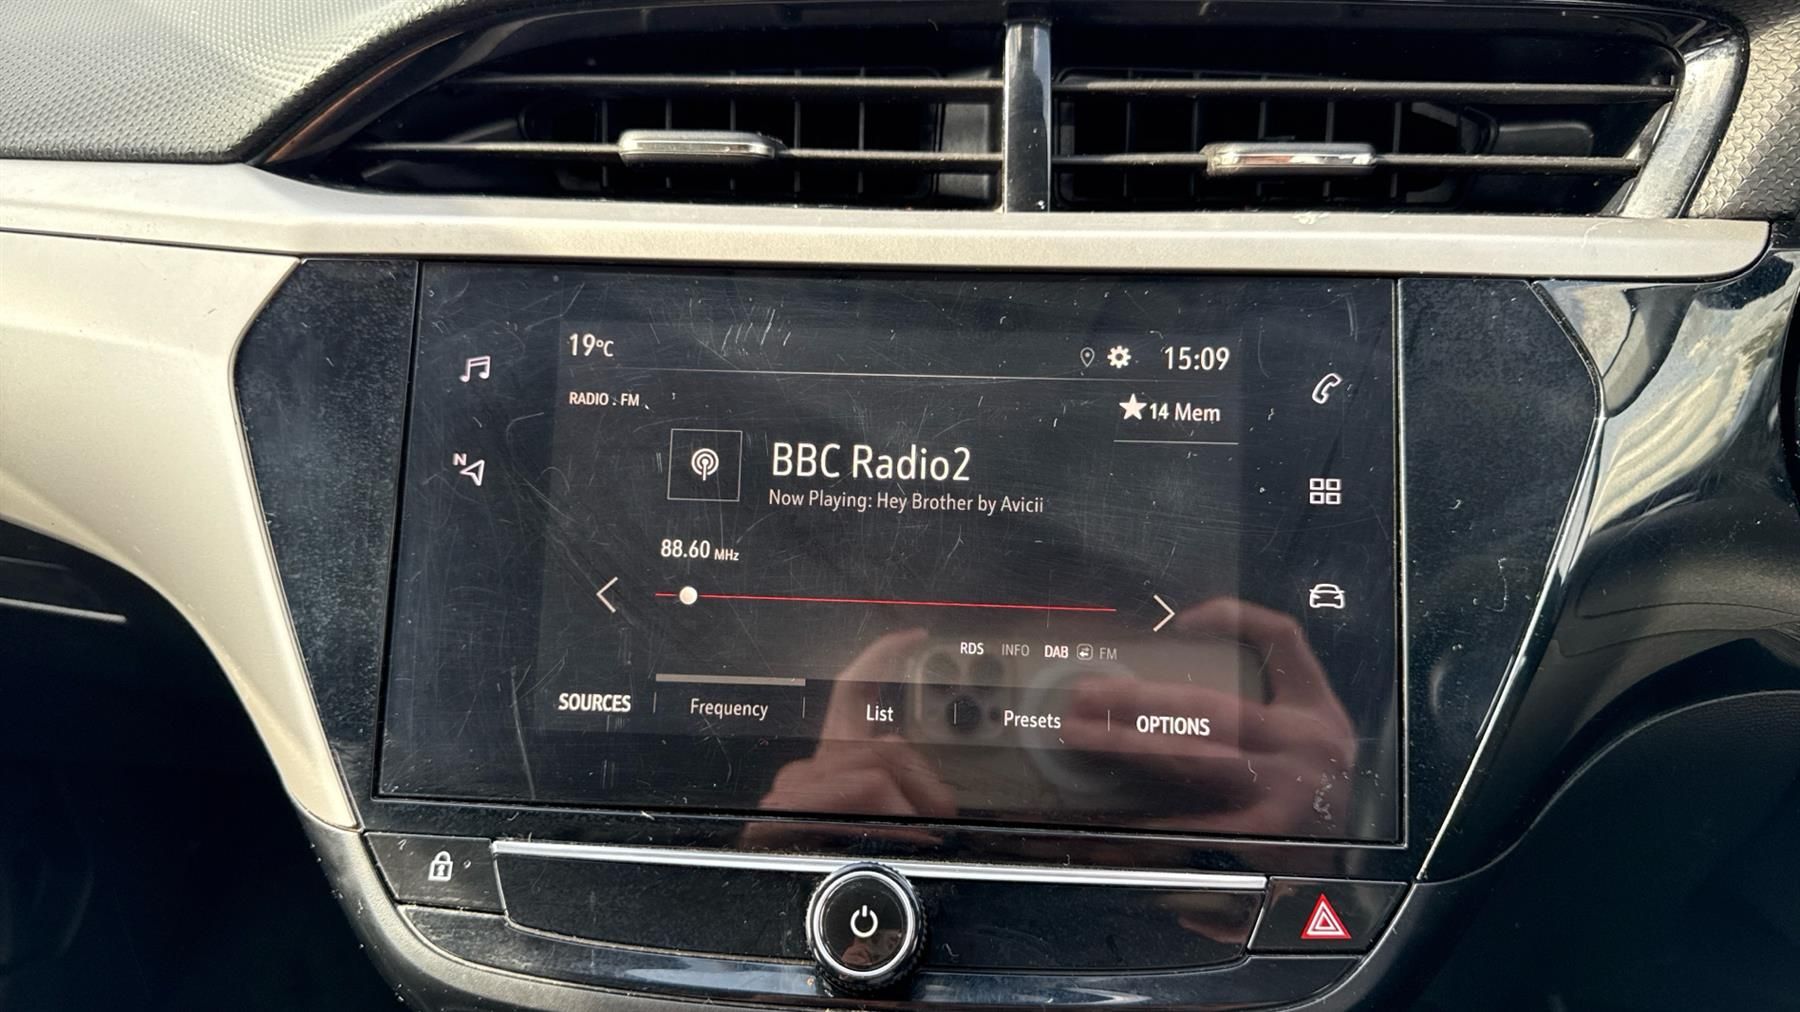 19°C
15:09
RADIO . FM
14 Mem
BBC Radio2
Now Playing: Hey Brother by Avicii
N
88.60 MHz
RDS INFO DAB FM
SOURCES Frequency List Presets OPTIONS